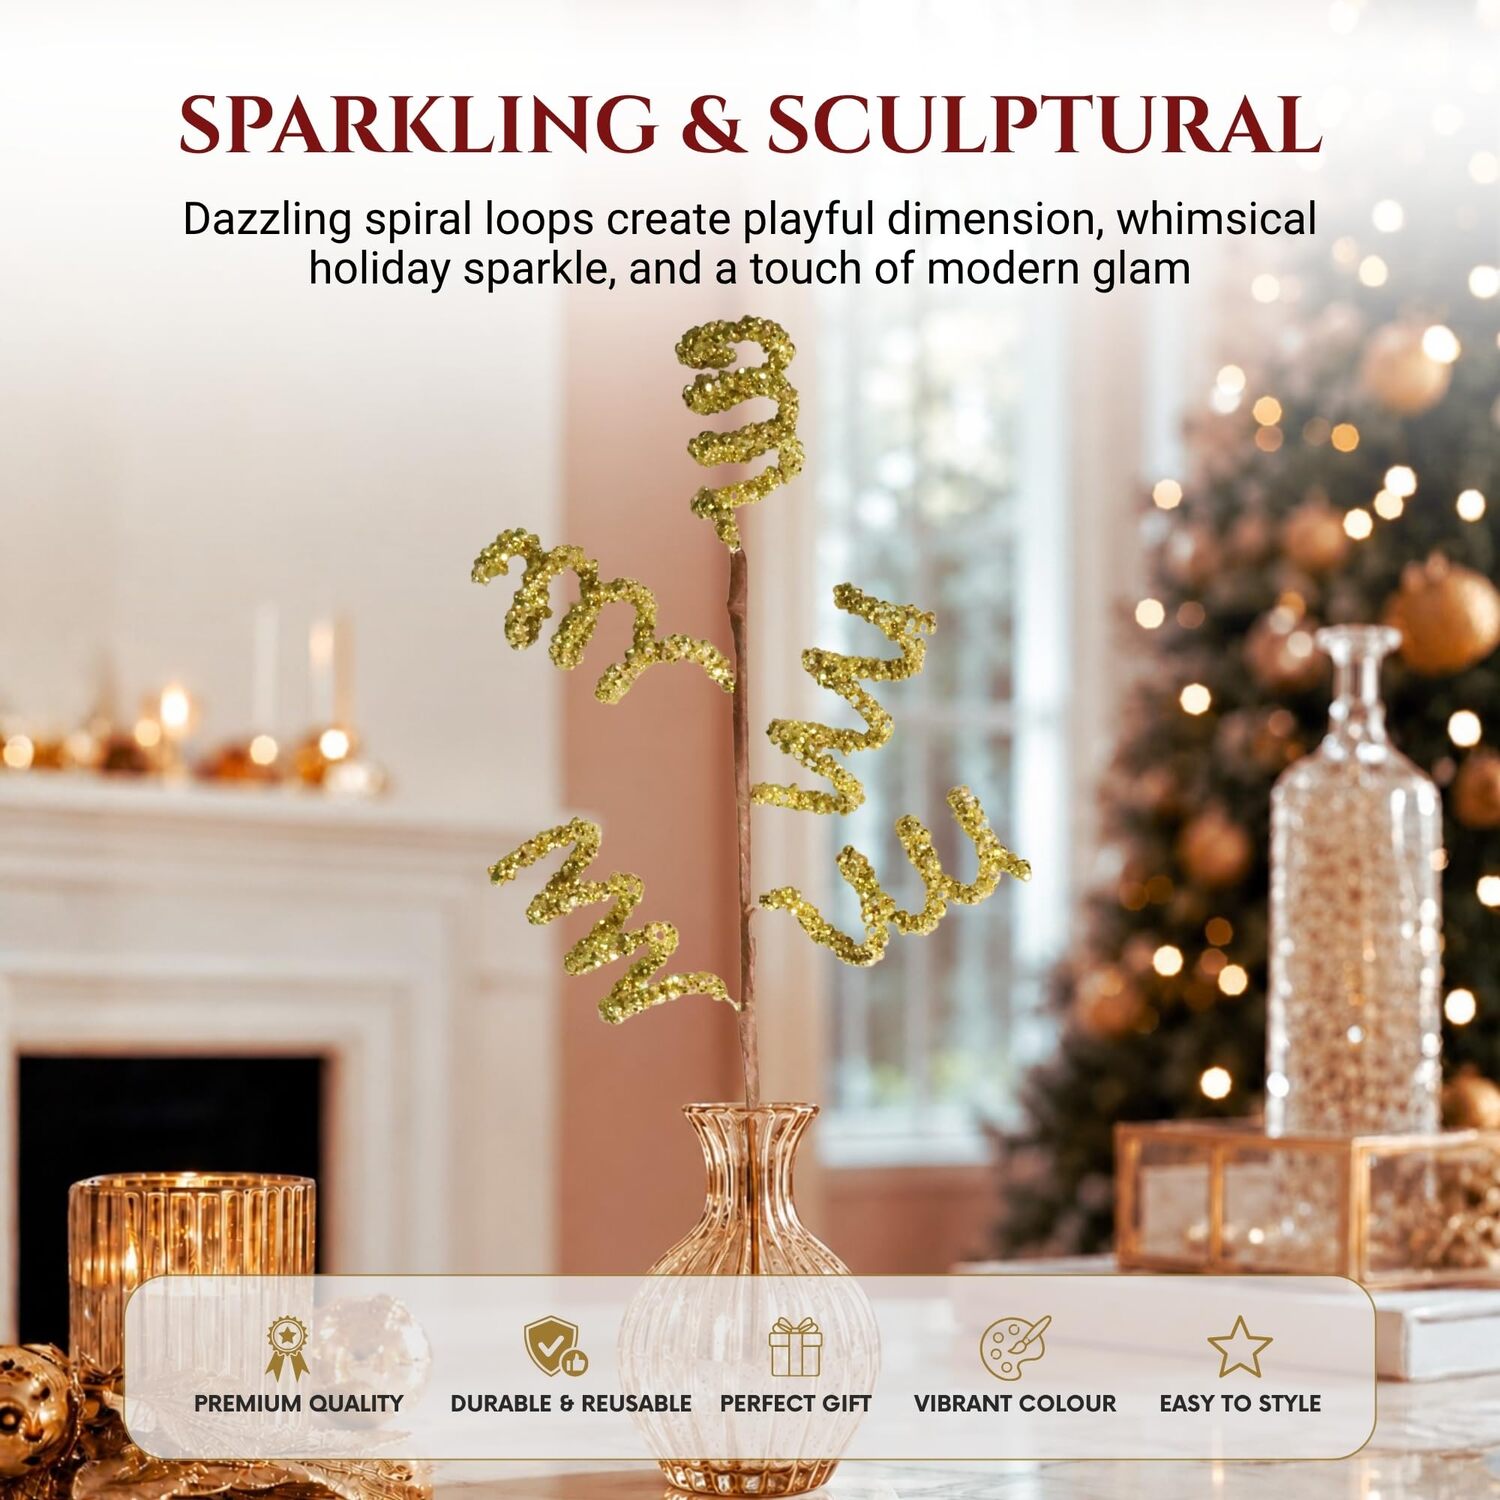 SPARKLING & SCULPTURAL
Dazzling spiral loops create playful dimension, whimsical
holiday sparkle, and a touch of modern glam
PREMIUM QUALITY
DURABLE & REUSABLE
PERFECT GIFT
VIBRANT COLOUR
EASY TO STYLE